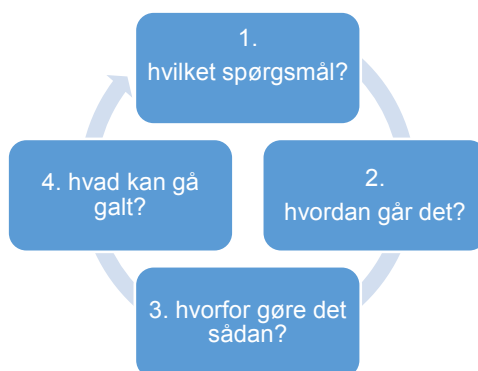 1.
hvilket spørgsmål?
2.
hvordan går det?
3. hvorfor gøre det
sådan?
4. hvad kan gå
galt?